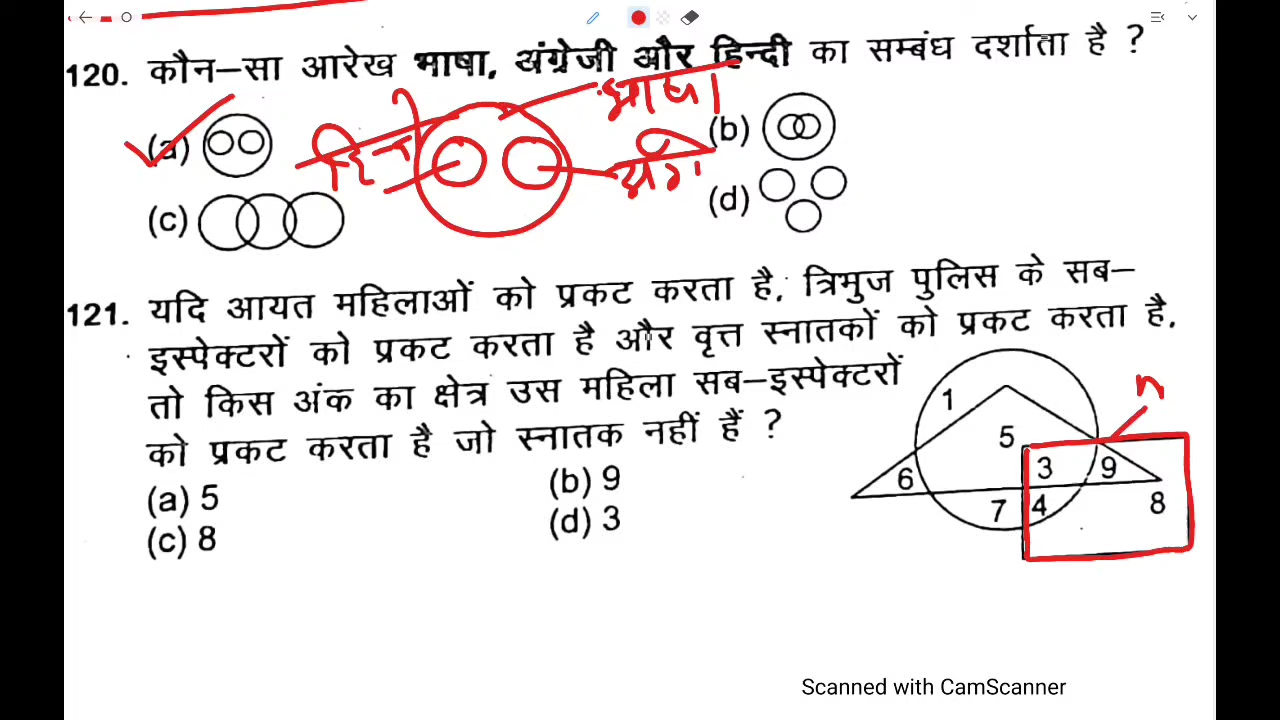 120. कौन–सा आरेख भाषा, अंग्रेजी और हिन्दी का सम्बंध दर्शाता है ?
(a)
(b)
भाषा
(c)
(d)
121. यदि आयत महिलाओं को प्रकट करता है, त्रिभुज पुलिस के सब–
इस्पेक्टरों को प्रकट करता है और वृत्त स्नातकों को प्रकट करता है,
तो किस अंक का क्षेत्र उस महिला सब–इस्पेक्टरों
को प्रकट करता है जो स्नातक नहीं हैं ?
(a) 5
(b) 9
(c) 8
(d) 3
1
5
3
9
6
7
4
8
Scanned with CamScanner